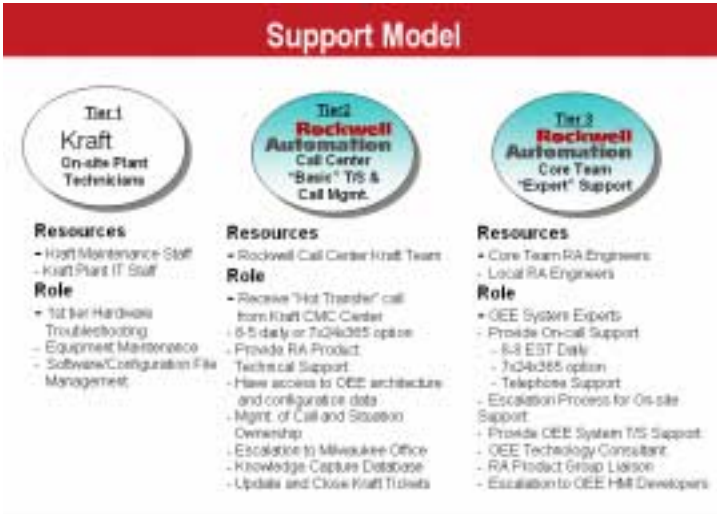 Support Model
Tier 1
Kraft
On-site Plant
Technicians
Resources
- Kraft Maintenance Staff
- Kraft Plant IT Staff
Role
- 1st tier Hardware
Troubleshooting
- Equipment Maintenance
- Software/Configuration File
Management
Tier2
Rockwell
Automation
Call Center
"Basic" T/S &
Call Mgmt.
Resources
- Rockwell Call Center Kraft Team
Role
- Receive "Hot Transfer" call
from Kraft CMC Center
- 8-5 daily or 7x24x365 option
- Provide RA Product
Technical Support
- Have access to OEE architecture
and configuration data
- Mgmt. of Call and Situation
Ownership
- Escalation to Milwaukee Office
- Knowledge Capture Database
- Update and Close Kraft Tickets
Tier 3
Rockwell
Automation
Core Team
"Expert" Support
Resources
- Core Team RA Engineers
- Local RA Engineers
Role
- OEE System Experts
- Provide On-call Support
- EST Daily
- 7x24x365 option
- Telephone Support
- Escalation Process for On-site
Support
- Provide OEE System T/S Support
- OEE Technology Consultant
- RA Product Group Liaison
- Escalation to OEE HMI Developers